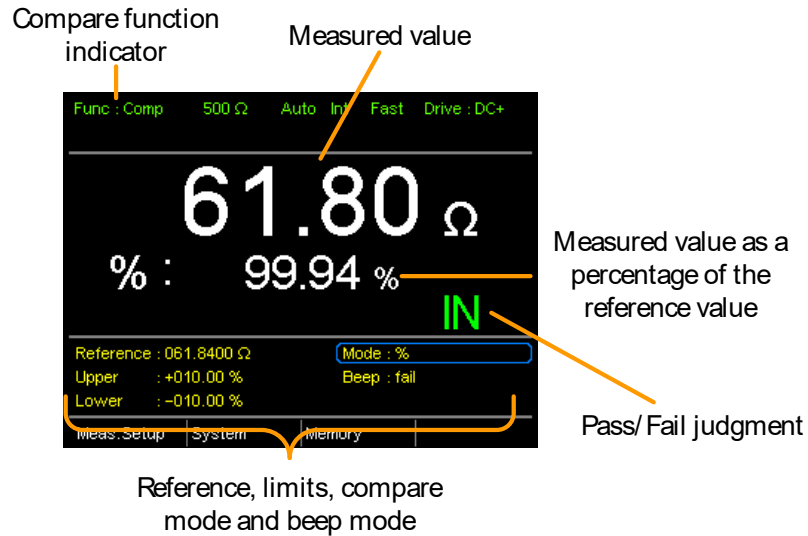 Compare function
indicator
Measured value
Func : Comp 500 Ω Auto Int Fast Drive : DC+
61.80 Ω
% : 99.94 %
IN
Measured value as a
percentage of the
reference value
Reference : 061.8400 Ω Mode : %
Upper : +010.00 % Beep : fail
Lower : -010.00 %
Meas.Setup System Memory
Pass/Fail judgment
Reference, limits, compare
mode and beep mode